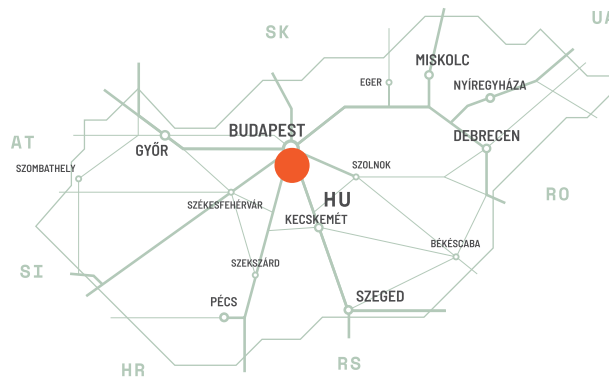 UA
SK
MISKOLC
EGER
NYÍREGYHÁZA
BUDAPEST
DEBRECEN
AT
GYŐR
SZOMBATHELY
SZOLNOK
RO
HU
SZÉKESFEHÉRVÁR
KECSKEMÉT
BÉKÉSCABA
SZEKSZÁRD
SI
PÉCS
SZEGED
HR
RS